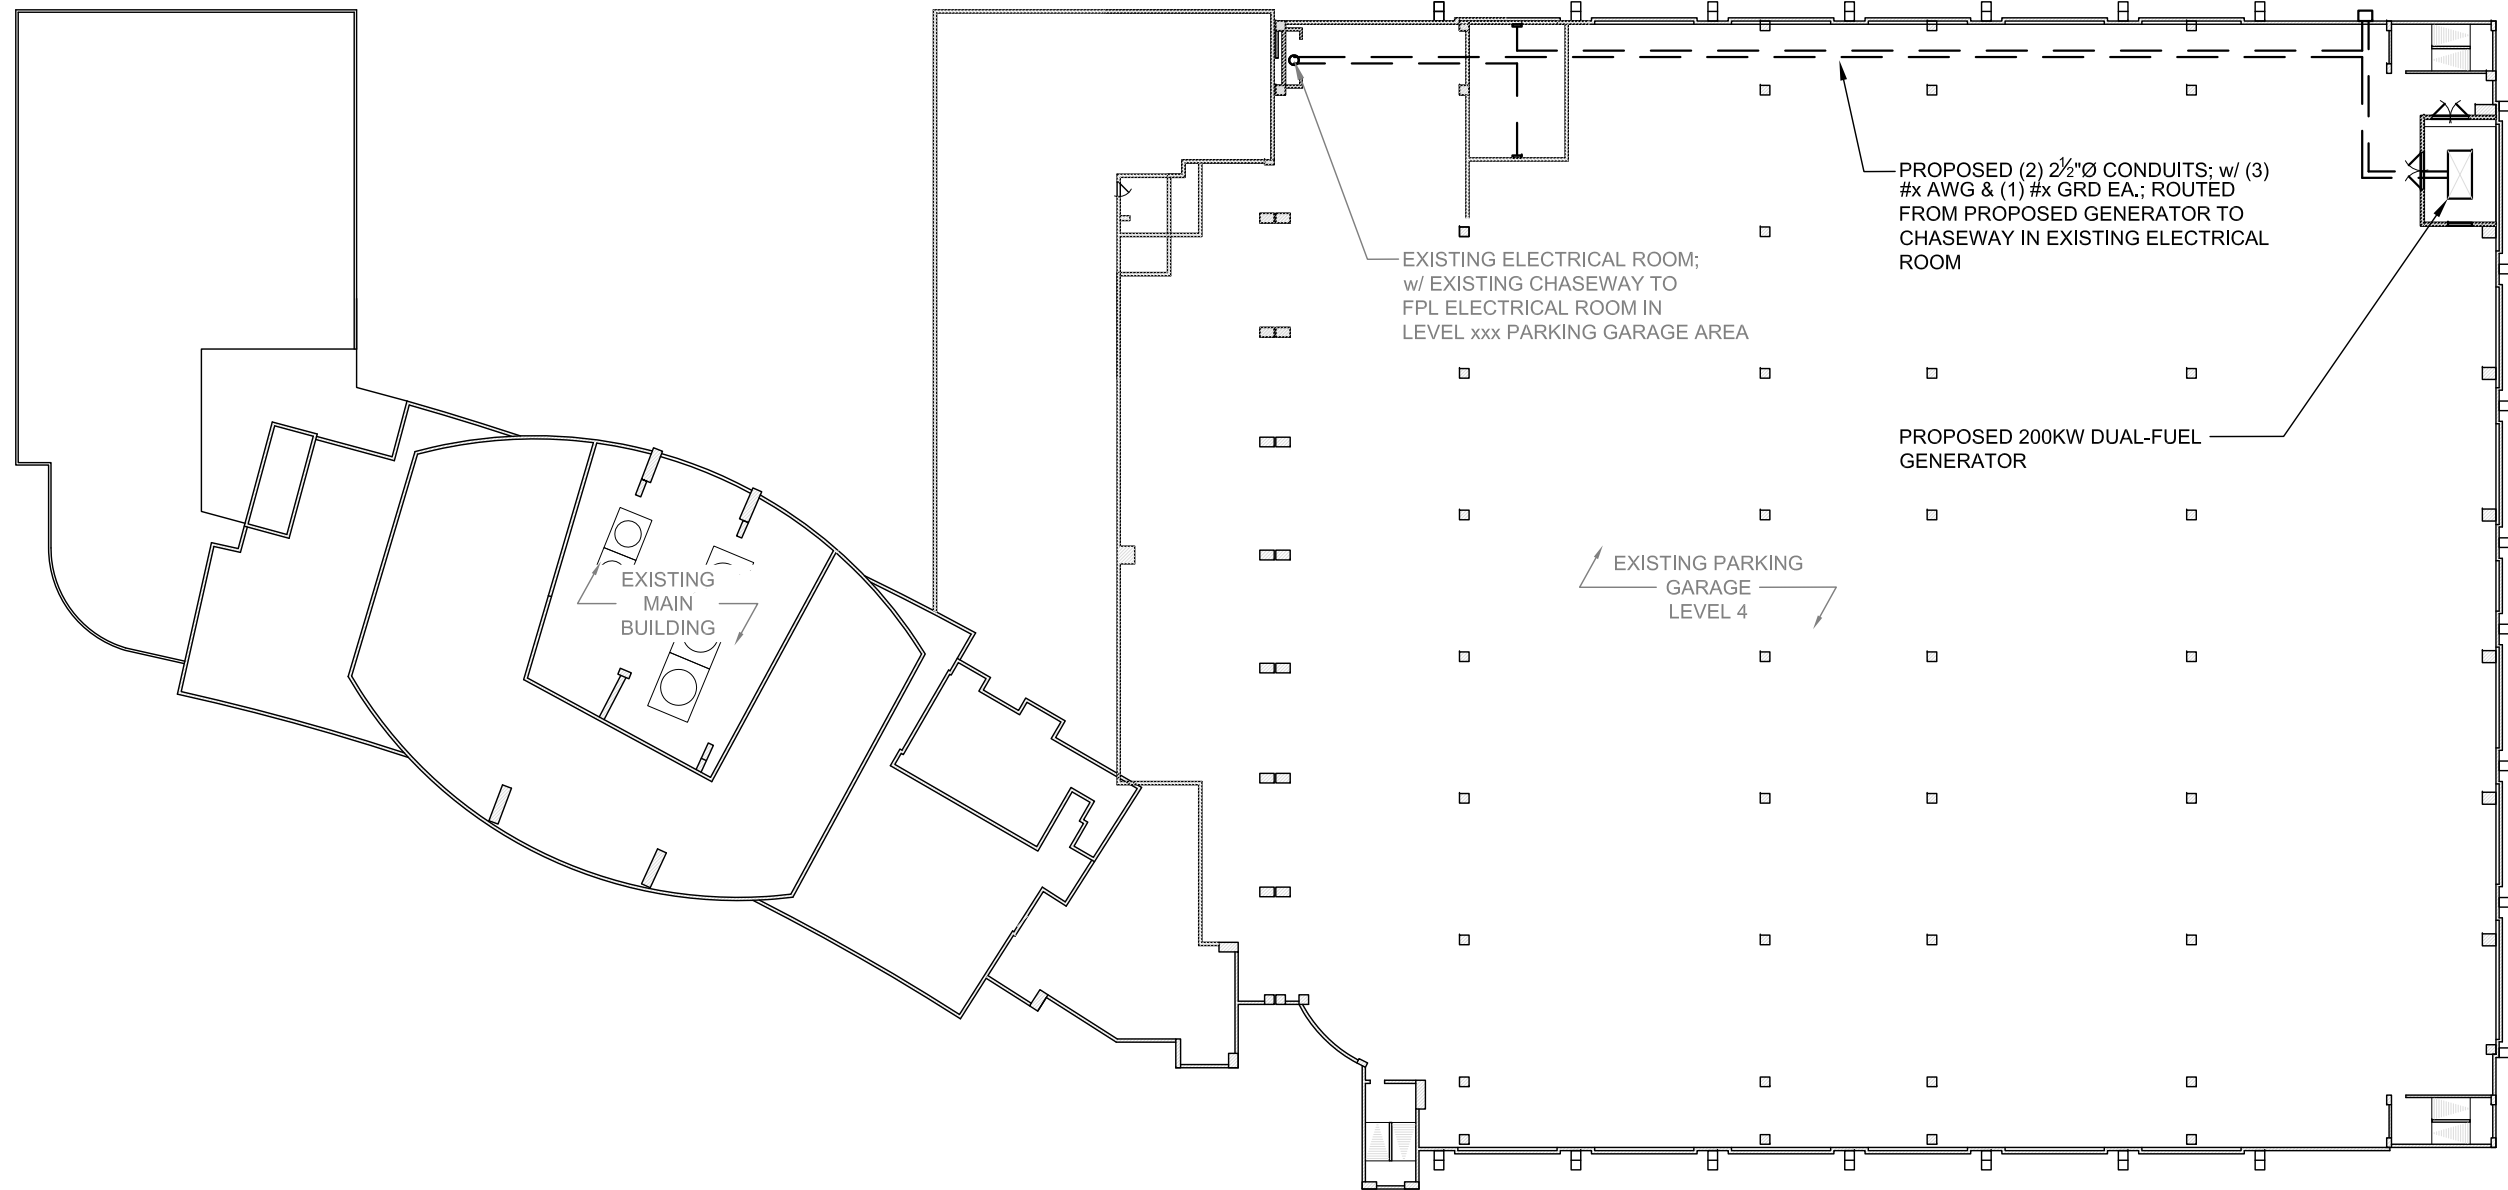 PROPOSED (2) 2½"Ø CONDUITS; w/ (3)
#x AWG & (1) #x GRD EA.; ROUTED
FROM PROPOSED GENERATOR TO
CHASEWAY IN EXISTING ELECTRICAL
ROOM
EXISTING ELECTRICAL ROOM;
w/ EXISTING CHASEWAY TO
FPL ELECTRICAL ROOM IN
LEVEL xxx PARKING GARAGE AREA
PROPOSED 200KW DUAL-FUEL
GENERATOR
EXISTING
MAIN
BUILDING
EXISTING PARKING
GARAGE
LEVEL 4